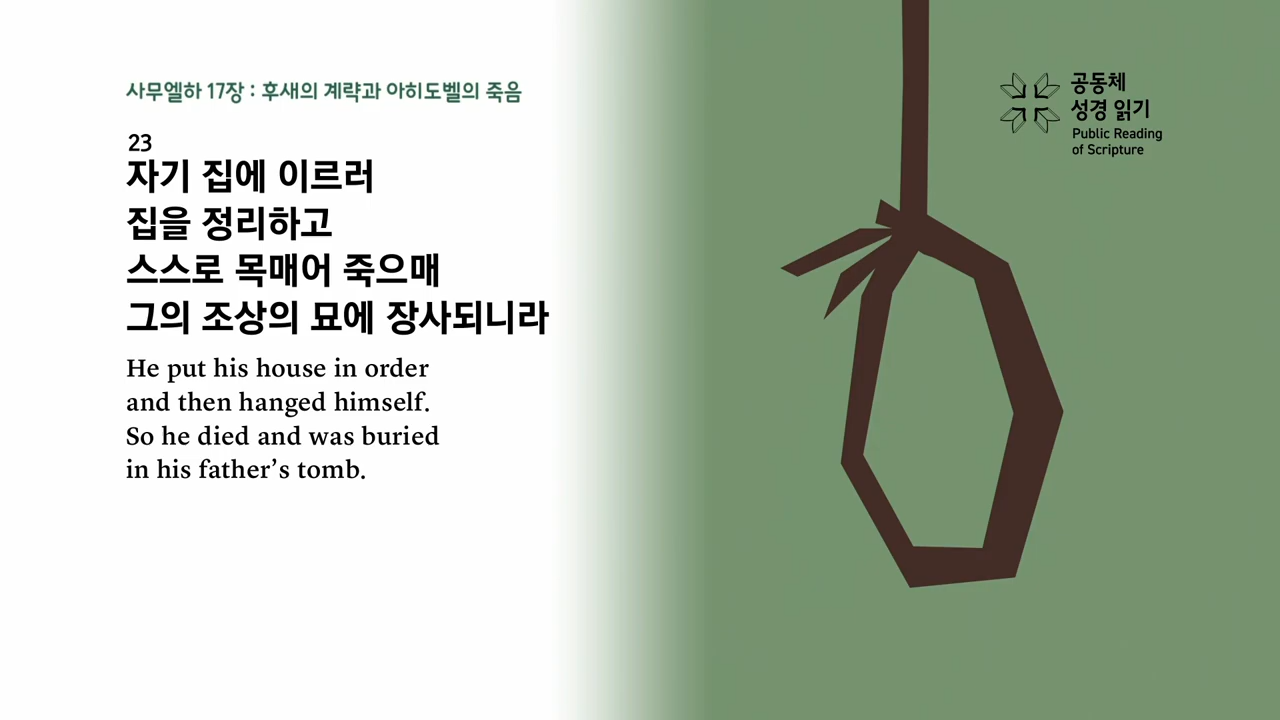 사무엘하 17장 : 후새의 계략과 아히도벨의 죽음
23
자기 집에 이르러
집을 정리하고
스스로 목매어 죽으매
그의 조상의 묘에 장사되니라
He put his house in order
and then hanged himself.
So he died and was buried
in his father’s tomb.
공동체
성경 읽기
Public Reading
of Scripture